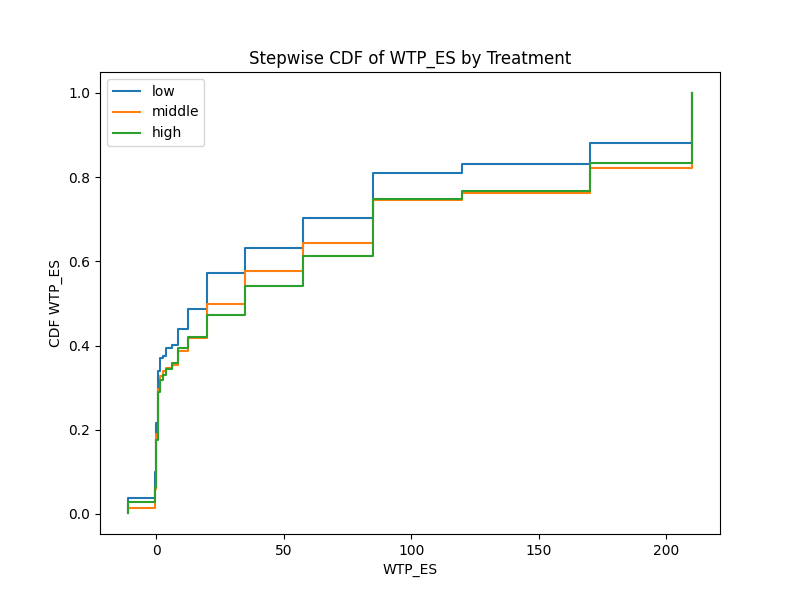 Stepwise CDF of WTP_ES by Treatment
low
middle
high
1.0
0.8
0.6
0.4
0.2
0.0
CDF WTP_ES
0 50 100 150 200
WTP_ES